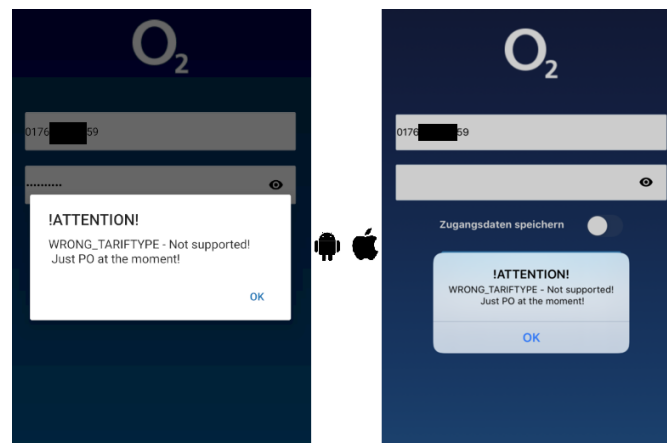 O2
0176 59
..........
!ATTENTION!
WRONG_TARIFTYPE - Not supported!
Just PO at the moment!
OK
O2
0176 59
Zugangsdaten speichern
!ATTENTION!
WRONG_TARIFTYPE - Not supported!
Just PO at the moment!
OK